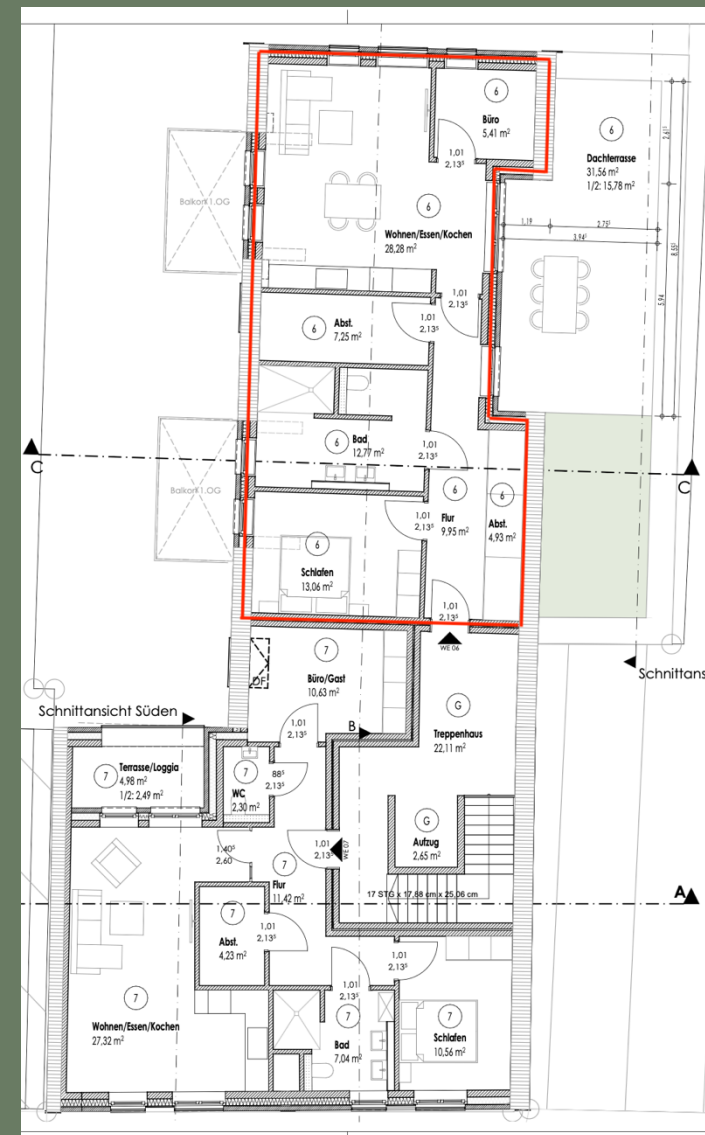 6
Büro
5,41 m²
1,01
2,13⁵
6
Dachterrasse
31,56 m²
1/2: 15,78 m²
2,61⁵
1,19
2,75²
3,94¹
5,94
8,55⁵
Balkon 1.OG
6
Wohnen/Essen/Kochen
28,28 m²
1,01
2,13⁵
1,01
2,13⁵
6
Abst.
7,25 m²
6
Bad
12,77 m²
1,01
2,13⁵
C
C
Balkon 1.OG
6
Flur
9,95 m²
6
Abst.
4,93 m²
1,01
2,13⁵
6
Schlafen
13,06 m²
1,01
2,13⁵
WE 06
7
Büro/Gast
10,63 m²
DF
Schnittans
Schnittansicht Süden
1,01
2,13⁵
B
G
Treppenhaus
22,11 m²
7
Terrasse/Loggia
4,98 m²
1/2: 2,49 m²
7
WC
2,30 m²
88⁵
2,13⁵
G
Aufzug
2,65 m²
1,40⁵
2,60
1,01
2,13⁵
WE 07
7
Flur
11,42 m²
17 STG x 17,68 cm x 25,06 cm
A
7
Abst.
4,23 m²
1,01
2,13⁵
1,01
2,13⁵
1,01
2,13⁵
7
Wohnen/Essen/Kochen
27,32 m²
7
Bad
7,04 m²
7
Schlafen
10,56 m²